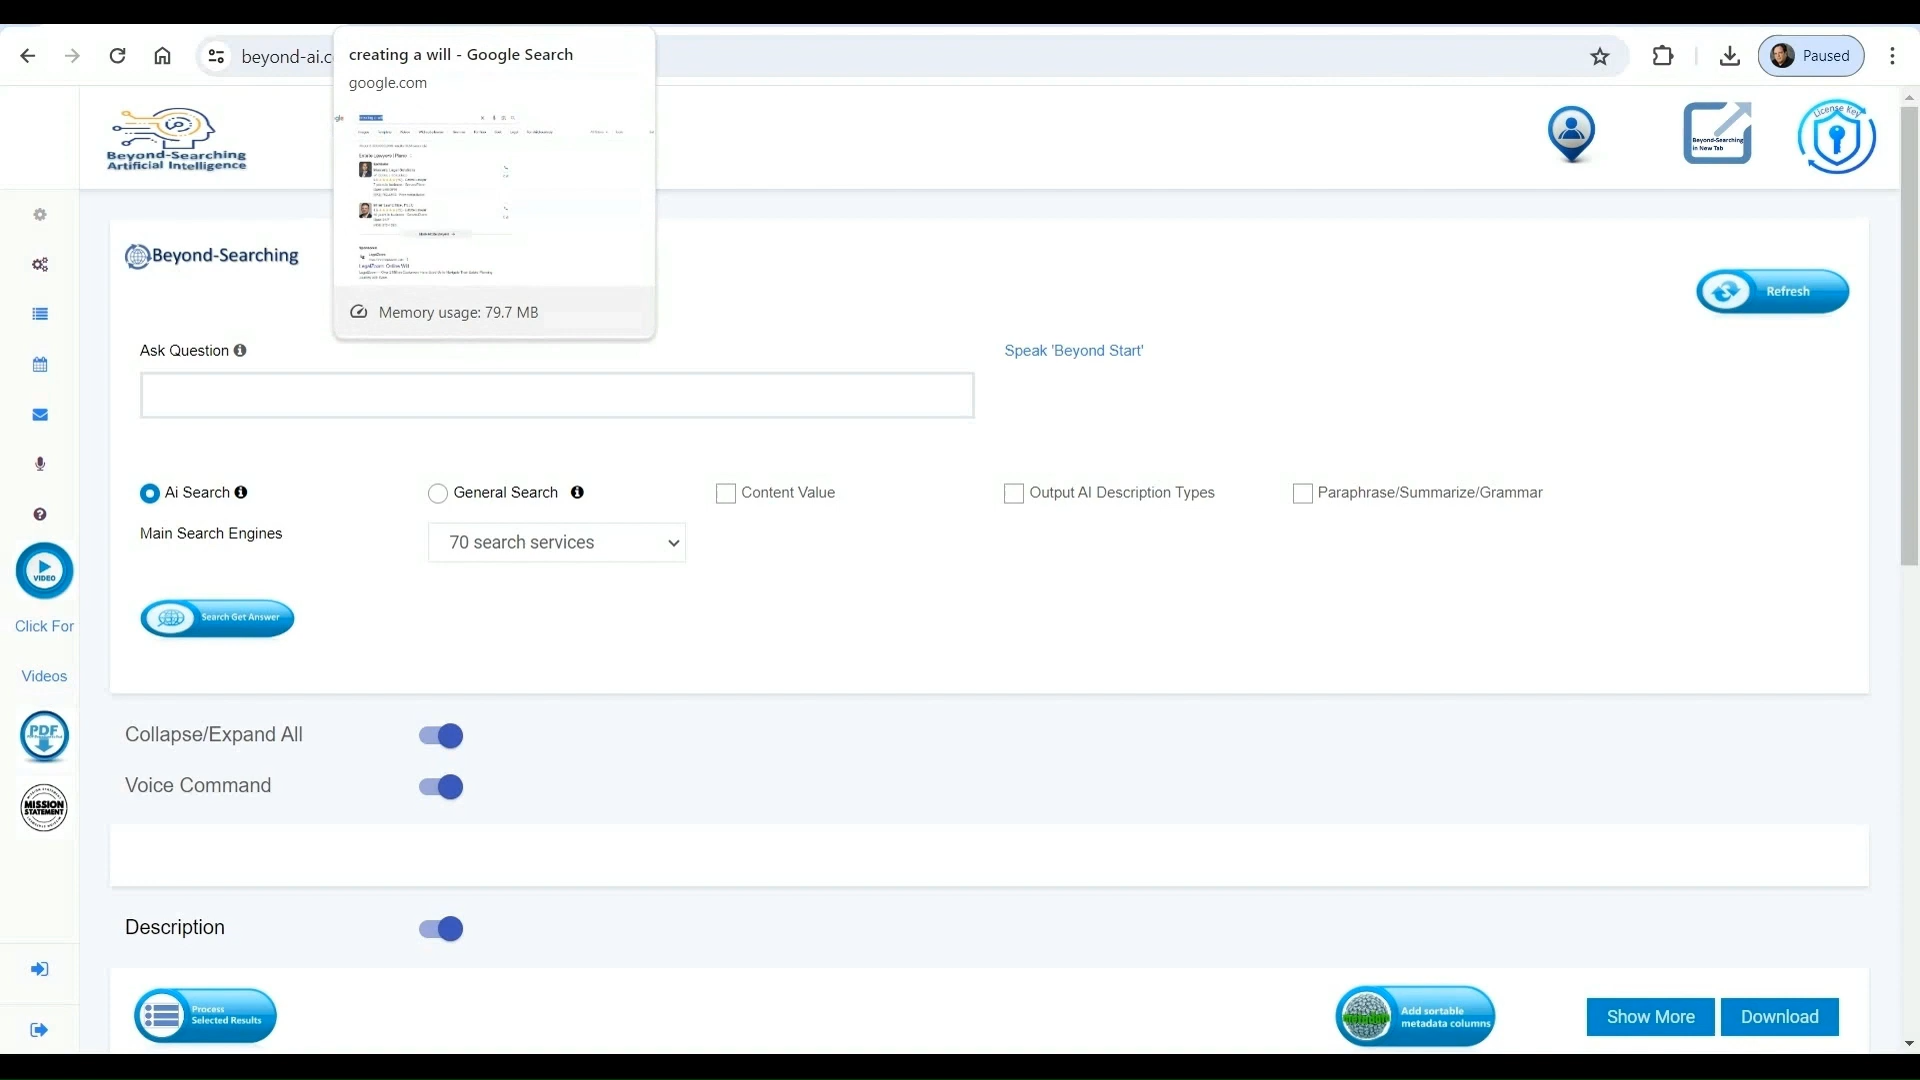 creating a will - Google Search
google.com
Memory usage: 79.7 MB
beyond-ai.c
Paused
Beyond-Searching
Artificial Intelligence
Beyond-Searching
in New Tab
License Key
Beyond-Searching
Refresh
Ask Question
Speak 'Beyond Start'
Ai Search
General Search
Content Value
Output AI Description Types
Paraphrase/Summarize/Grammar
Main Search Engines
70 search services
Search Get Answer
VIDEO
Click For
Videos
PDF
MISSION
STATEMENT
Collapse/Expand All
Voice Command
Description
Process
Selected Results
Add sortable
metadata columns
Show More
Download